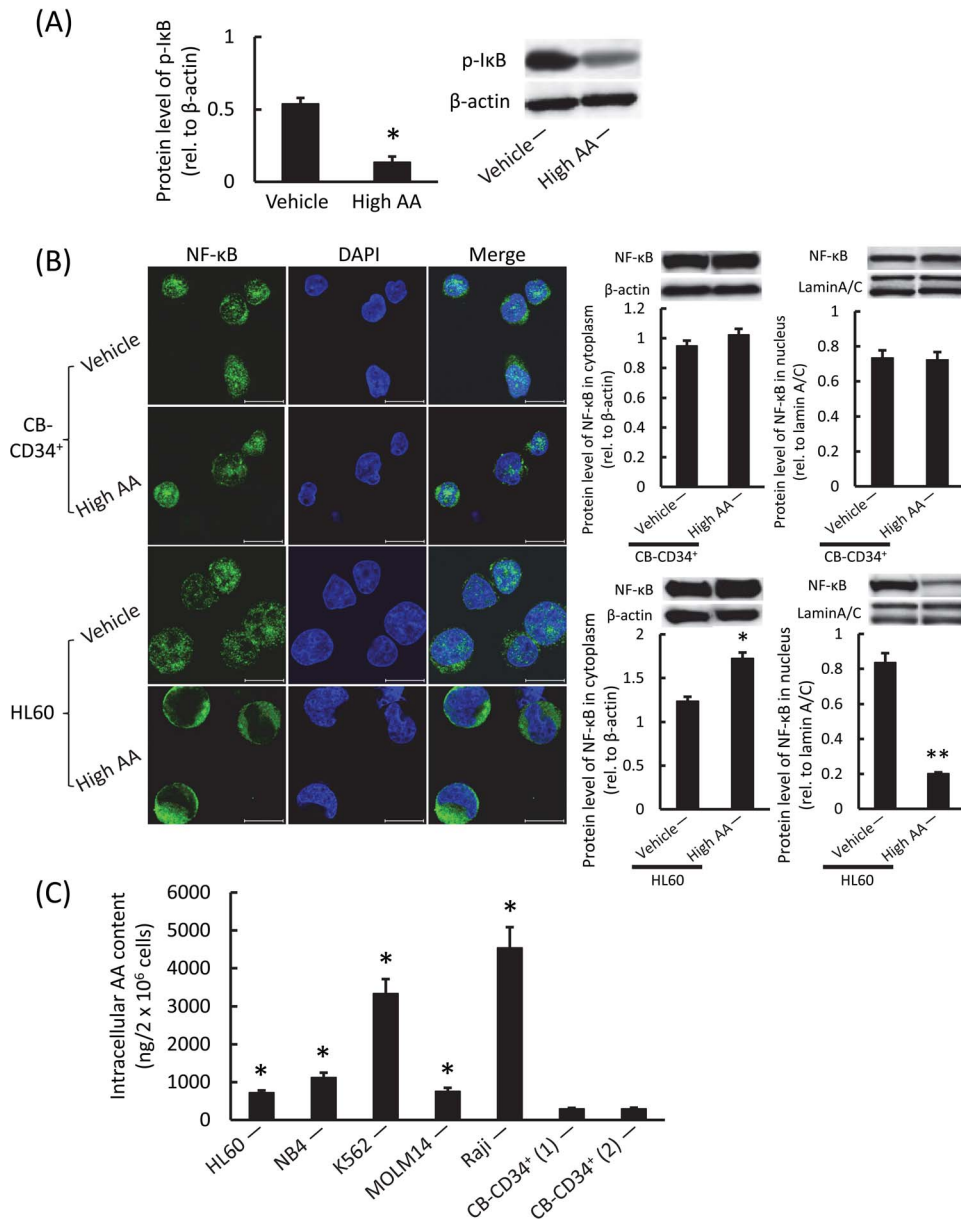 (A)
Protein level of p-IκB
(rel. to β-actin)
1
0.5
0
*
Vehicle
High AA
p-IκB
β-actin
Vehicle
High AA
(B)
NF-κB
DAPI
Merge
CB-
CD34⁺
Vehicle
High AA
HL60
Vehicle
High AA
NF-κB
β-actin
Protein level of NF-κB in cytoplasm
(rel. to β-actin)
1.2
1
0.8
0.6
0.4
0.2
0
Vehicle
High AA
CB-CD34⁺
NF-κB
LaminA/C
Protein level of NF-κB in nucleus
(rel. to lamin A/C)
1
0.8
0.6
0.4
0.2
0
Vehicle
High AA
CB-CD34⁺
NF-κB
β-actin
Protein level of NF-κB in cytoplasm
(rel. to β-actin)
2
1.5
1
0.5
0
*
Vehicle
High AA
HL60
NF-κB
LaminA/C
Protein level of NF-κB in nucleus
(rel. to lamin A/C)
1
0.8
0.6
0.4
0.2
0
**
Vehicle
High AA
HL60
(C)
Intracellular AA content
(ng/2 x 10⁶ cells)
6000
5000
4000
3000
2000
1000
0
*
*
*
*
*
HL60
NB4
K562
MOLM14
Raji
CB-CD34⁺ (1)
CB-CD34⁺ (2)